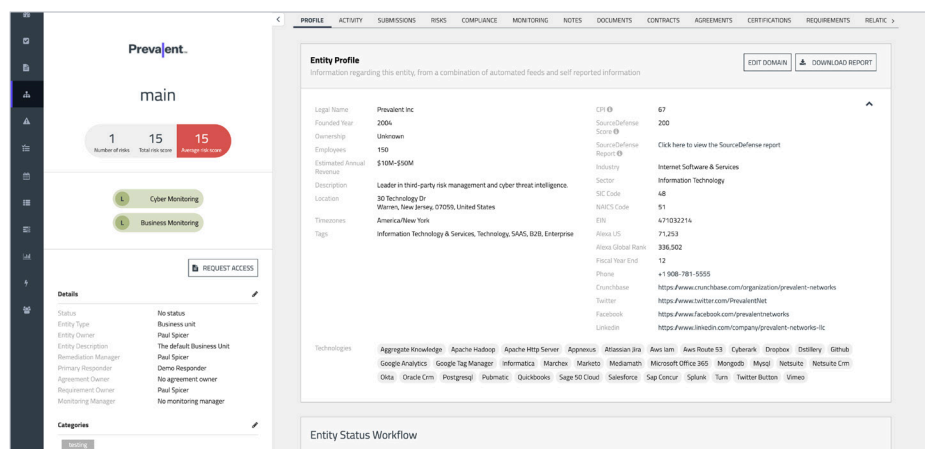 PROFILE ACTIVITY SUBMISSIONS RISKS COMPLIANCE MONITORING NOTES DOCUMENTS CONTRACTS AGREEMENTS CERTIFICATIONS REQUIREMENTS RELATIC
Prevalent
main
1 15 15
Number of risks Total risk score Average risk score
L Cyber Monitoring
L Business Monitoring
REQUEST ACCESS
Details
Status No status
Entity Type Business unit
Entity Owner Paul Spicer
Entity Description The default Business Unit
Remediation Manager Paul Spicer
Primary Responder Demo Responder
Agreement Owner No agreement owner
Requirement Owner Paul Spicer
Monitoring Manager No monitoring manager
Categories
testing
Entity Profile
Information regarding this entity, from a combination of automated feeds and self reported information
EDIT DOMAIN DOWNLOAD REPORT
Legal Name Prevalent Inc
Founded Year 2004
Ownership Unknown
Employees 150
Estimated Annual Revenue $10M-$50M
Description Leader in third-party risk management and cyber threat intelligence.
Location 30 Technology Dr
Warren, New Jersey, 07059, United States
Timezones America/New York
Tags Information Technology & Services, Technology, SAAS, B2B, Enterprise
CPI 67
SourceDefense Score 200
SourceDefense Report Click here to view the SourceDefense report
Industry Internet Software & Services
Sector Information Technology
SIC Code 48
NAICS Code 51
EIN 471032214
Alexa US 71,253
Alexa Global Rank 336,502
Fiscal Year End 12
Phone +1 908-781-5555
Crunchbase https://www.crunchbase.com/organization/prevalent-networks
Twitter https://www.twitter.com/PrevalentNet
Facebook https://www.facebook.com/prevalentnetworks
Linkedin https://www.linkedin.com/company/prevalent-networks-llc
Technologies Aggregate Knowledge Apache Hadoop Apache Http Server Appnexus Atlassian Jira Aws Iam Aws Route 53 Cyberark Dropbox Dstillery Github
Google Analytics Google Tag Manager Informatica Marchex Marketo Mediamath Microsoft Office 365 Mongodb Mysql Netsuite Netsuite Crm
Okta Oracle Crm Postgresql Pubmatic Quickbooks Sage 50 Cloud Salesforce Sap Concur Splunk Turn Twitter Button Vimeo
Entity Status Workflow